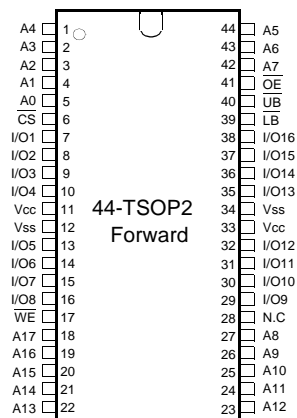 A4 1 44 A5
A3 2 43 A6
A2 3 42 A7
A1 4 41 OE
A0 5 40 UB
CS 6 39 LB
I/O1 7 38 I/O16
I/O2 8 37 I/O15
I/O3 9 36 I/O14
I/O4 10 35 I/O13
Vcc 11 44-TSOP2 34 Vss
Vss 12 Forward 33 Vcc
I/O5 13 32 I/O12
I/O6 14 31 I/O11
I/O7 15 30 I/O10
I/O8 16 29 I/O9
WE 17 28 N.C
A17 18 27 A8
A16 19 26 A9
A15 20 25 A10
A14 21 24 A11
A13 22 23 A12